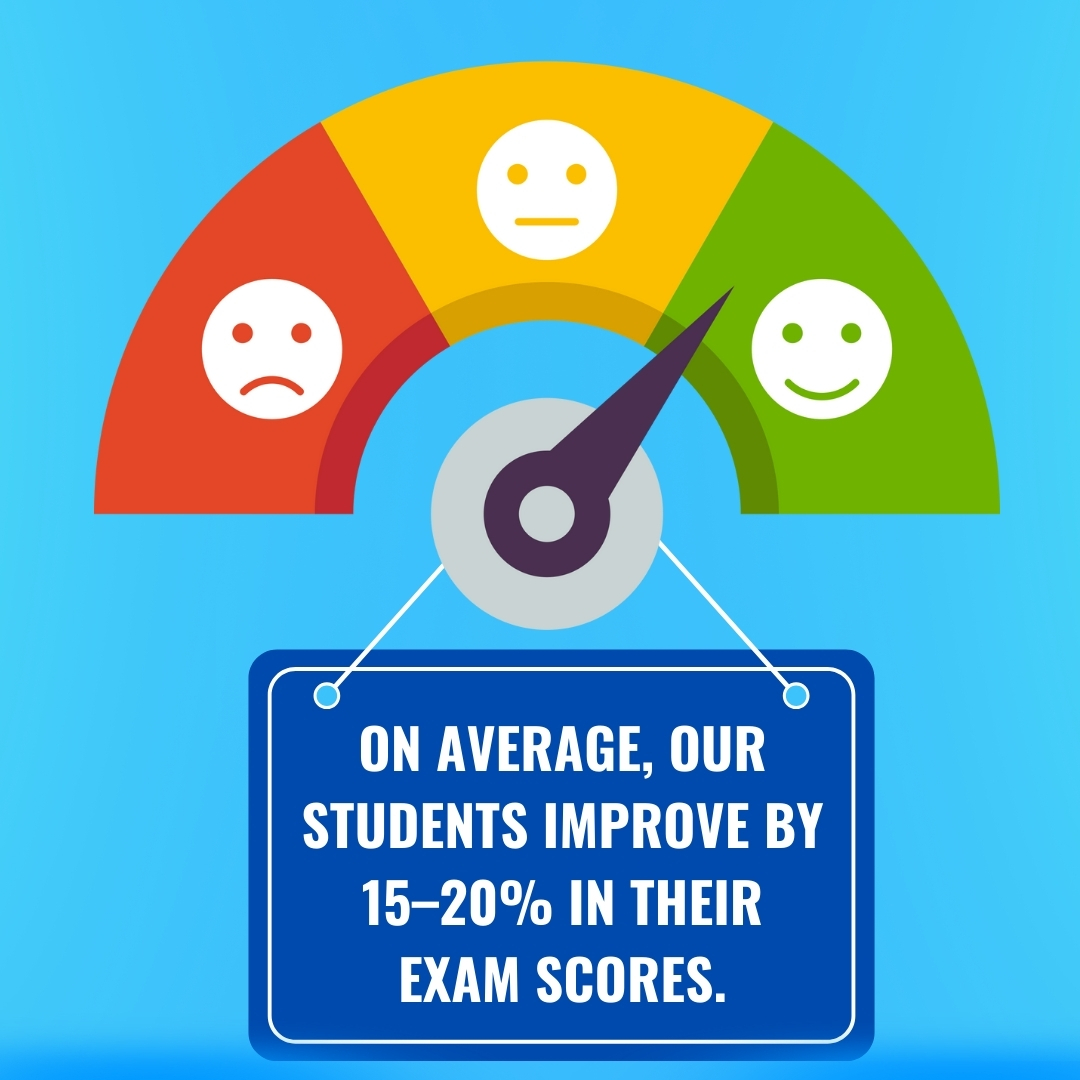 ON AVERAGE, OUR
STUDENTS IMPROVE BY
15–20% IN THEIR
EXAM SCORES.